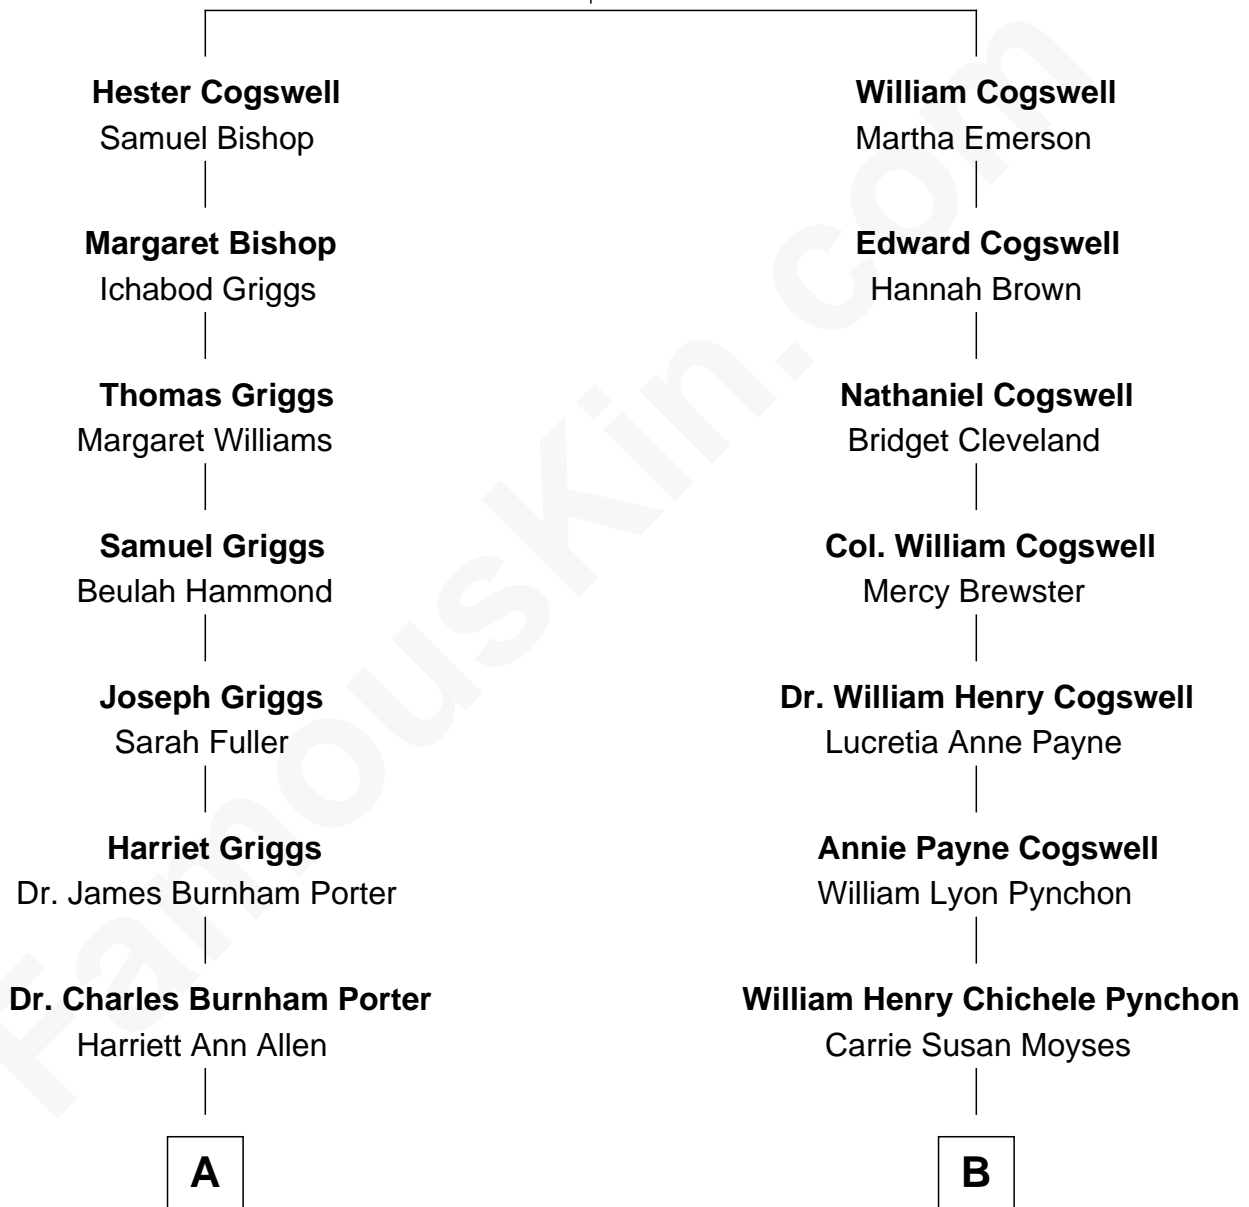 Hester Cogswell
Samuel Bishop
Margaret Bishop
Ichabod Griggs
Thomas Griggs
Margaret Williams
Samuel Griggs
Beulah Hammond
Joseph Griggs
Sarah Fuller
Harriet Griggs
Dr. James Burnham Porter
Dr. Charles Burnham Porter
Harriett Ann Allen
A
William Cogswell
Martha Emerson
Edward Cogswell
Hannah Brown
Nathaniel Cogswell
Bridget Cleveland
Col. William Cogswell
Mercy Brewster
Dr. William Henry Cogswell
Lucretia Anne Payne
Annie Payne Cogswell
William Lyon Pynchon
William Henry Chichele Pynchon
Carrie Susan Moyses
B
FamousKin.com